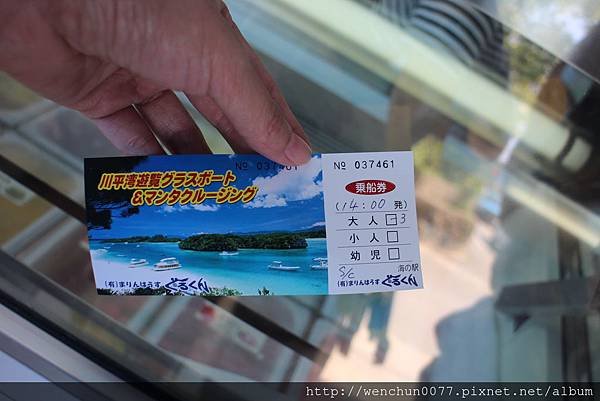 川平湾遊覧グラスボート
&マンタクルージング
(有)まりんはうす ぐるくん
№ 037461
№ 037461
乗船券
(14:00 発)
大人 3
小人
幼児
S/c
海の駅
(有)まりんはうす ぐるくん
http://wenchun0077.pixnet.net/album